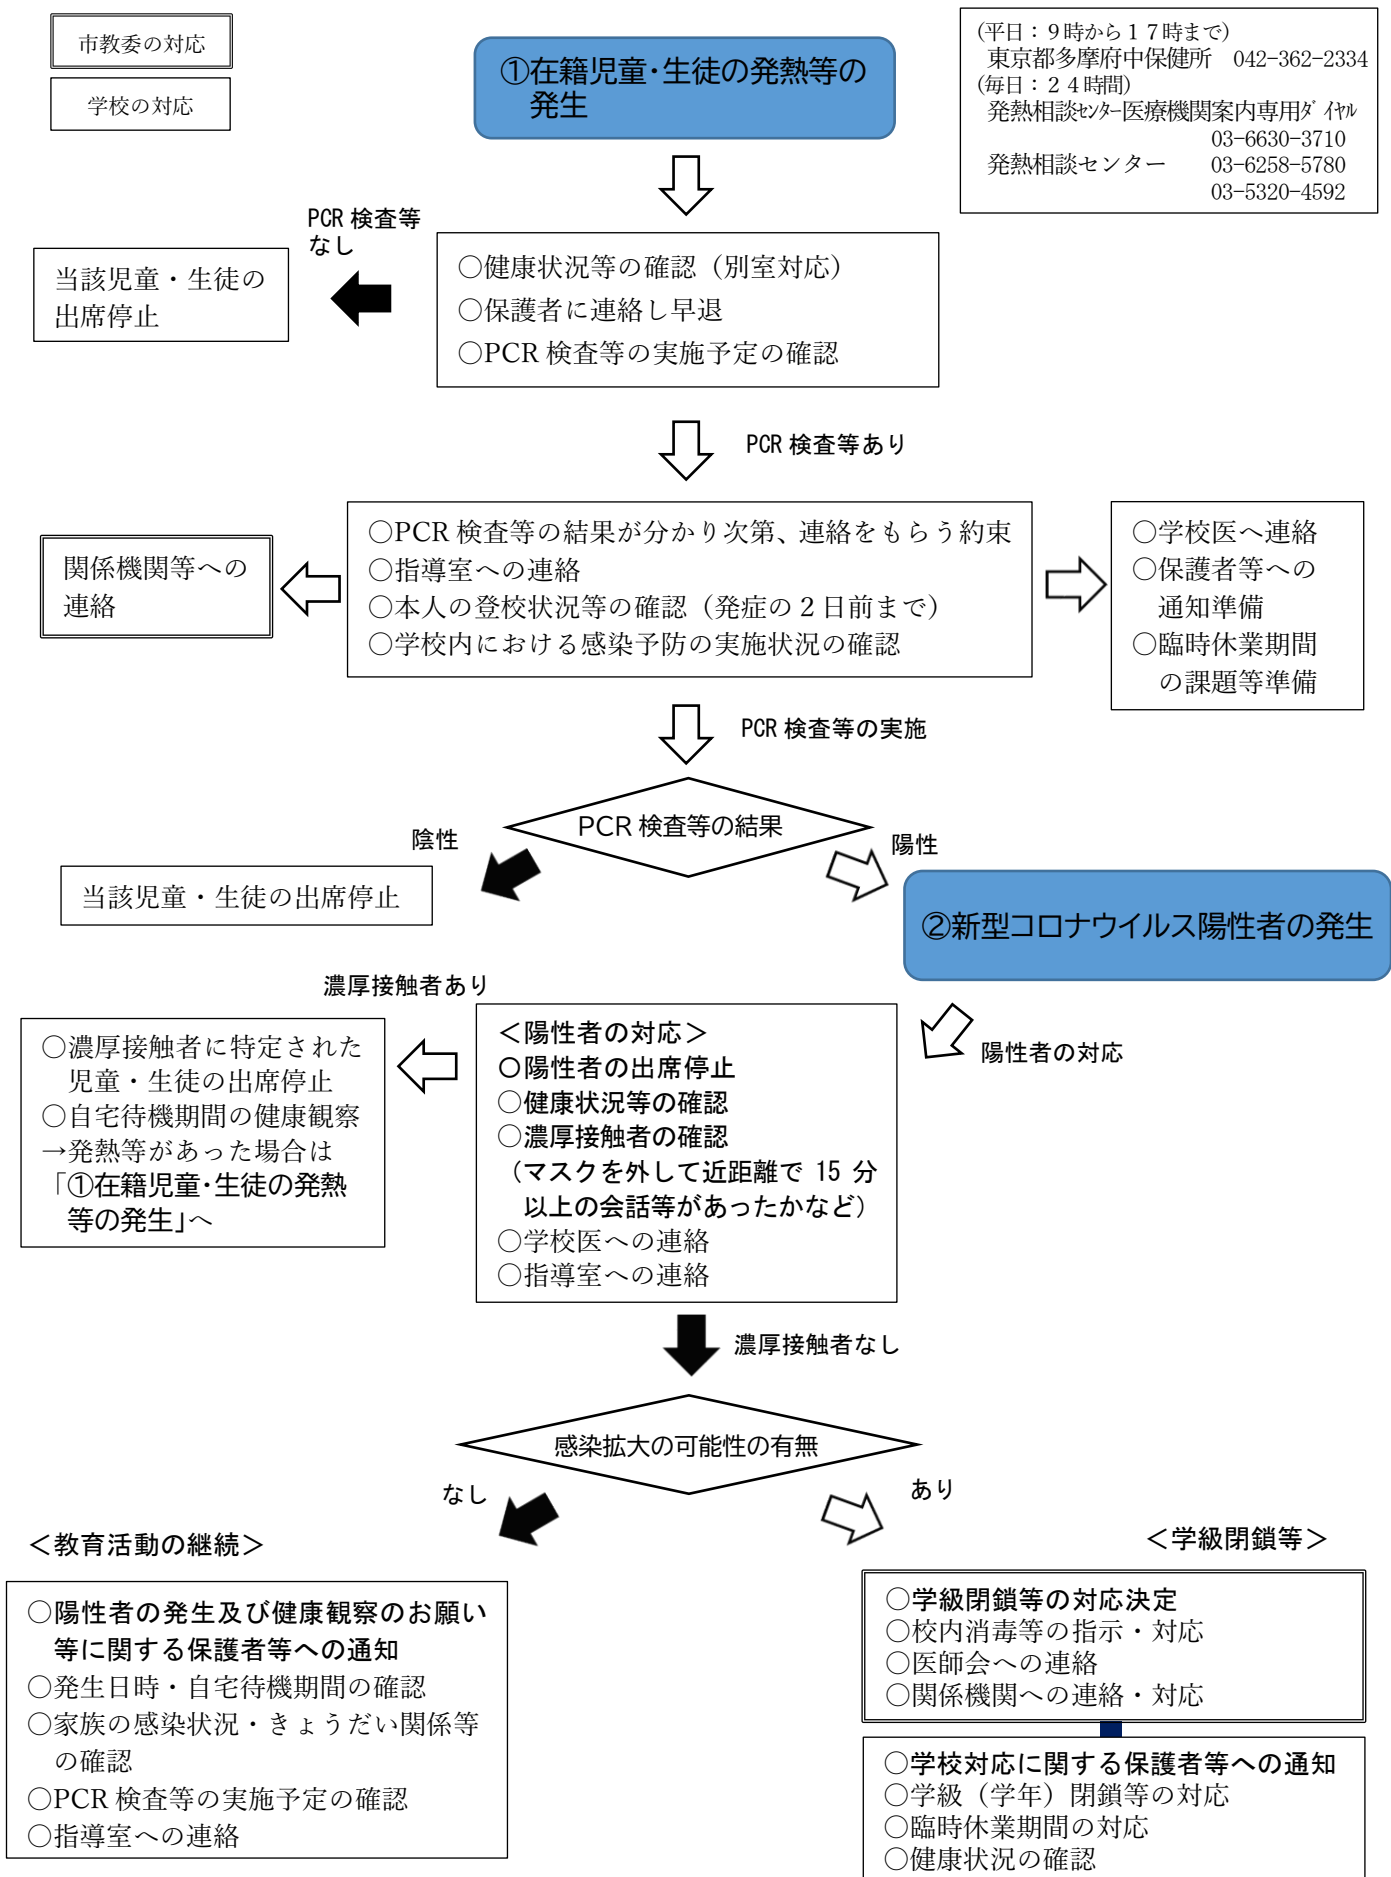 市教委の対応
学校の対応
①在籍児童・生徒の発熱等の
発生
(平日：９時から１７時まで)
東京都多摩府中保健所　042-362-2334
(毎日：２４時間)
発熱相談ｾﾝﾀｰ医療機関案内専用ﾀﾞｲﾔﾙ
03-6630-3710
発熱相談センター　03-6258-5780
03-5320-4592
PCR 検査等
なし
当該児童・生徒の
出席停止
○健康状況等の確認（別室対応）
○保護者に連絡し早退
○PCR 検査等の実施予定の確認
PCR 検査等あり
関係機関等への
連絡
○PCR 検査等の結果が分かり次第、連絡をもらう約束
○指導室への連絡
○本人の登校状況等の確認（発症の２日前まで）
○学校内における感染予防の実施状況の確認
○学校医へ連絡
○保護者等への
通知準備
○臨時休業期間
の課題等準備
PCR 検査等の実施
PCR 検査等の結果
陰性
陽性
当該児童・生徒の出席停止
②新型コロナウイルス陽性者の発生
濃厚接触者あり
陽性者の対応
○濃厚接触者に特定された
児童・生徒の出席停止
○自宅待機期間の健康観察
→発熱等があった場合は
「①在籍児童・生徒の発熱
等の発生」へ
＜陽性者の対応＞
○陽性者の出席停止
○健康状況等の確認
○濃厚接触者の確認
（マスクを外して近距離で 15 分
以上の会話等があったかなど）
○学校医への連絡
○指導室への連絡
濃厚接触者なし
感染拡大の可能性の有無
なし
あり
＜教育活動の継続＞
＜学級閉鎖等＞
○陽性者の発生及び健康観察のお願い
等に関する保護者等への通知
○発生日時・自宅待機期間の確認
○家族の感染状況・きょうだい関係等
の確認
○PCR 検査等の実施予定の確認
○指導室への連絡
○学級閉鎖等の対応決定
○校内消毒等の指示・対応
○医師会への連絡
○関係機関への連絡・対応
○学校対応に関する保護者等への通知
○学級（学年）閉鎖等の対応
○臨時休業期間の対応
○健康状況の確認